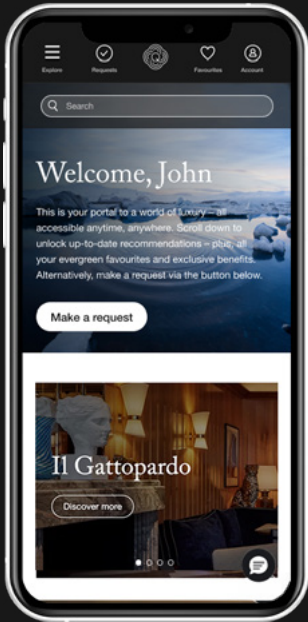 Explore
Requests
Favourites
Account
Search
Welcome, John
This is your portal to a world of luxury – all
accessible anytime, anywhere. Scroll down to
unlock up-to-date recommendations – plus, all
your evergreen favourites and exclusive benefits.
Alternatively, make a request via the button below.
Make a request
Il Gattopardo
Discover more